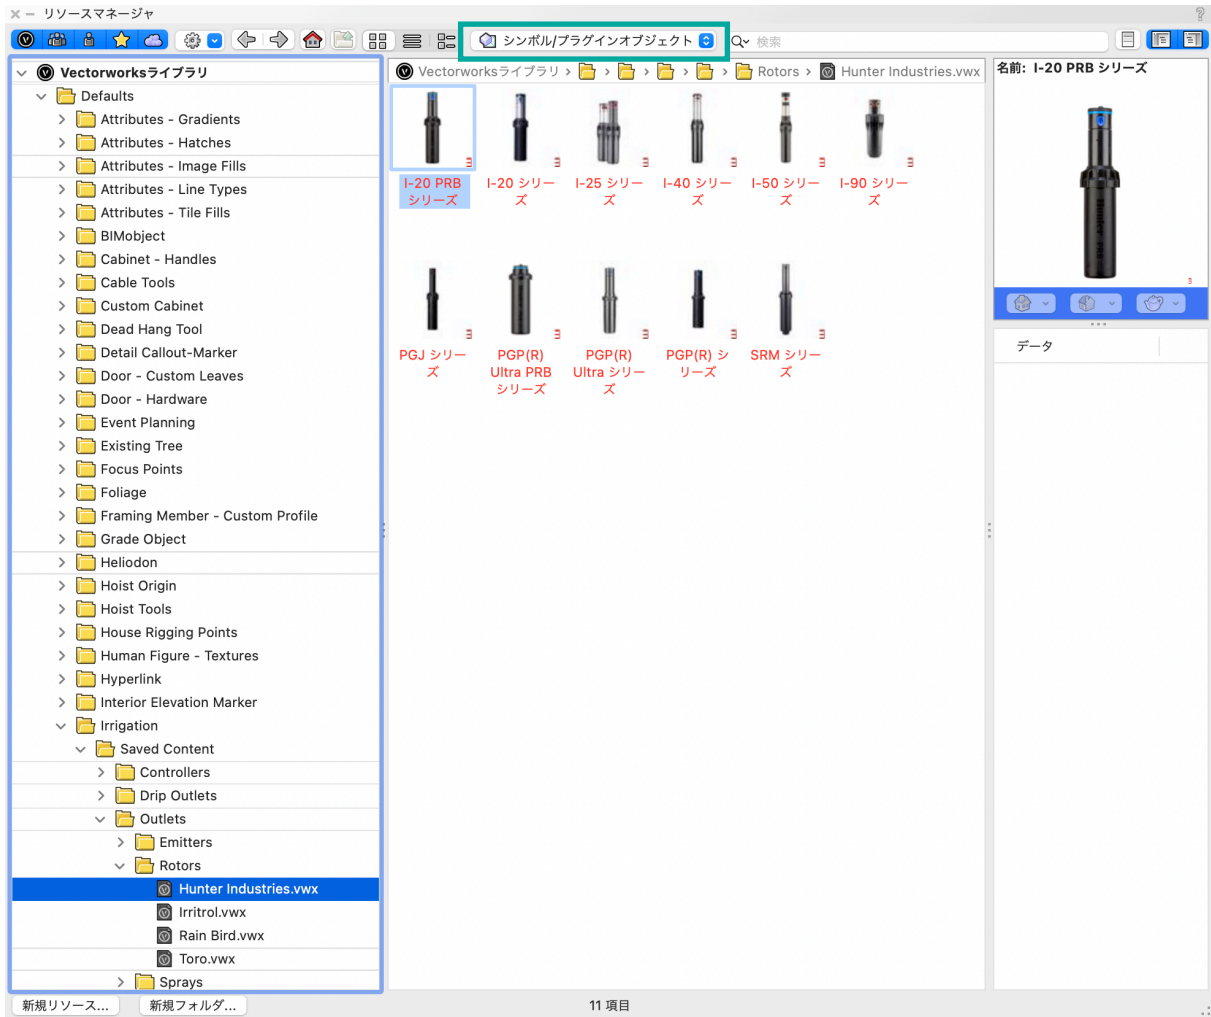 リソースマネージャ
シンボル/プラグインオブジェクト
検索
Vectorworksライブラリ
Defaults
Attributes - Gradients
Attributes - Hatches
Attributes - Image Fills
Attributes - Line Types
Attributes - Tile Fills
BIMobject
Cabinet - Handles
Cable Tools
Custom Cabinet
Dead Hang Tool
Detail Callout-Marker
Door - Custom Leaves
Door - Hardware
Event Planning
Existing Tree
Focus Points
Foliage
Framing Member - Custom Profile
Grade Object
Heliodon
Hoist Origin
Hoist Tools
House Rigging Points
Human Figure - Textures
Hyperlink
Interior Elevation Marker
Irrigation
Saved Content
Controllers
Drip Outlets
Outlets
Emitters
Rotors
Hunter Industries.vwx
Irritrol.vwx
Rain Bird.vwx
Toro.vwx
Sprays
新規リソース...
新規フォルダ...
Vectorworksライブラリ › › › › › Rotors › Hunter Industries.vwx
I-20 PRB
シリーズ
I-20 シリー
ズ
I-25 シリー
ズ
I-40 シリー
ズ
I-50 シリー
ズ
I-90 シリー
ズ
PGJ シリー
ズ
PGP(R)
Ultra PRB
シリーズ
PGP(R)
Ultra シリー
ズ
PGP(R) シ
リーズ
SRM シリー
ズ
11 項目
名前: I-20 PRB シリーズ
Hunter PRB
データ